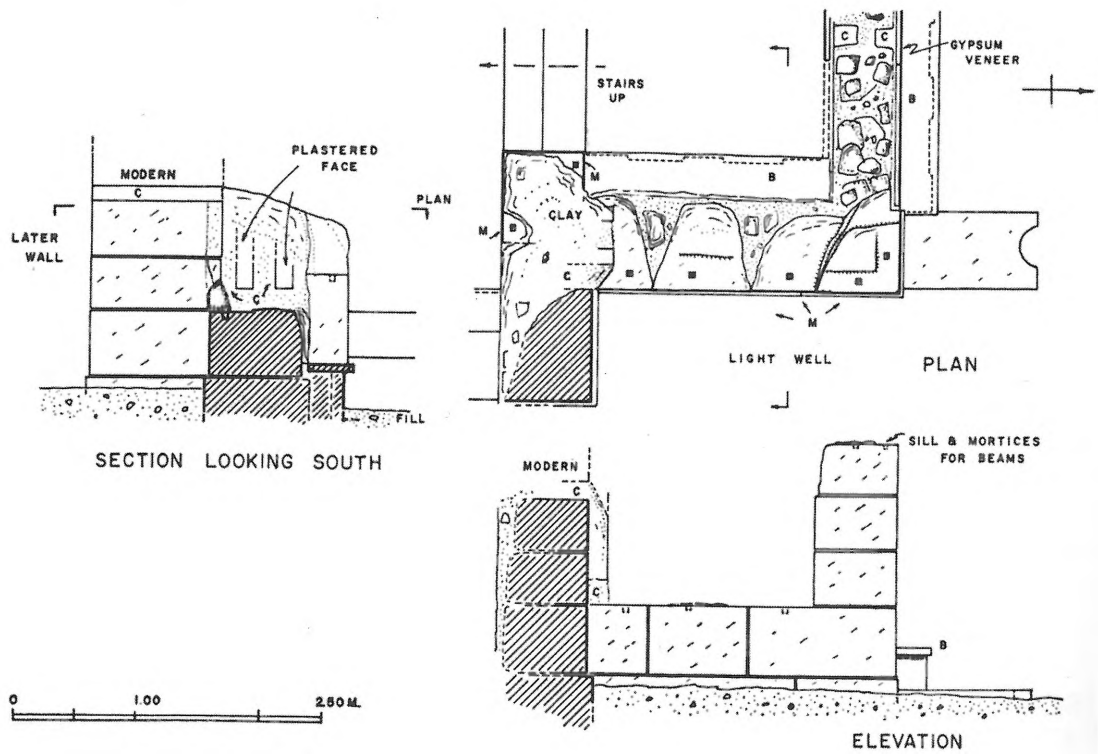 STAIRS
UP
C
C
GYPSUM
VENEER
B
PLASTERED
FACE
MODERN
C
PLAN
LATER
WALL
C
FILL
SECTION LOOKING SOUTH
M
B
CLAY
M
C
M
LIGHT WELL
PLAN
SILL & MORTICES
FOR BEAMS
MODERN
C
C
B
ELEVATION
0
1.00
2.50 M.